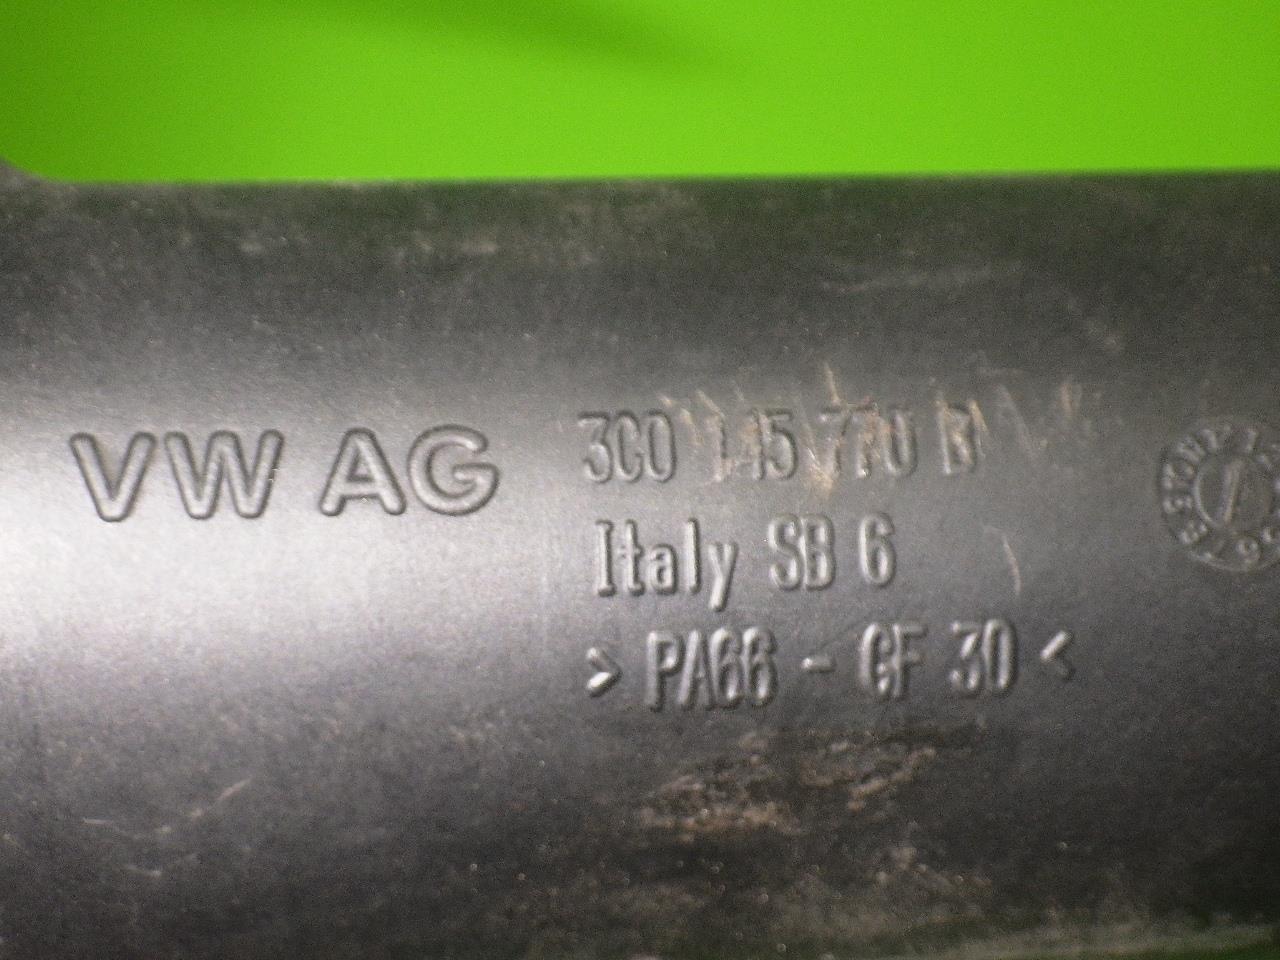 VW AG
3C0 145 770 B
Italy SB 6
> PA66 - GF 30 <